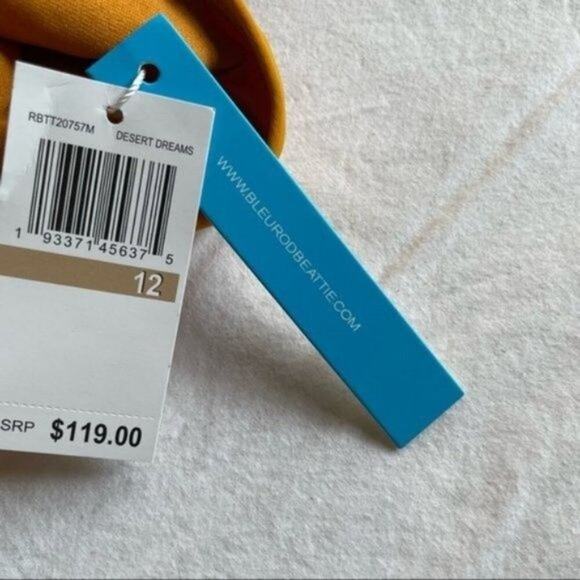 RBTT20757M DESERT DREAMS
1 93371 45637 5
12
SRP $119.00
WWW.BLEURODBEATTIE.COM